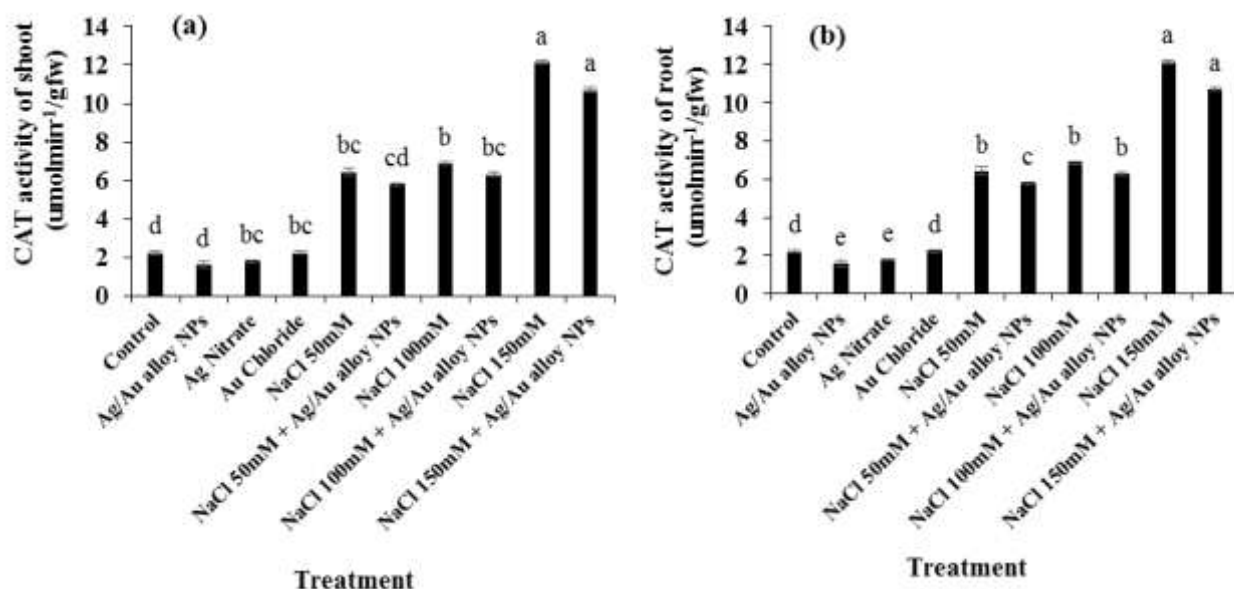 (a)
CAT activity of shoot
(umolmin-1/gfw)
14
12
10
8
6
4
2
0
d
d
bc
bc
bc
cd
b
bc
a
a
Control
Ag/Au alloy NPs
Ag Nitrate
Au Chloride
NaCl 50mM
NaCl 50mM + Ag/Au alloy NPs
NaCl 100mM
NaCl 100mM + Ag/Au alloy NPs
NaCl 150mM
NaCl 150mM + Ag/Au alloy NPs
Treatment
(b)
CAT activity of root
(umolmin-1/gfw)
14
12
10
8
6
4
2
0
d
e
e
d
b
c
b
b
a
a
Control
Ag/Au alloy NPs
Ag Nitrate
Au Chloride
NaCl 50mM
NaCl 50mM + Ag/Au alloy NPs
NaCl 100mM
NaCl 100mM + Ag/Au alloy NPs
NaCl 150mM
NaCl 150mM + Ag/Au alloy NPs
Treatment